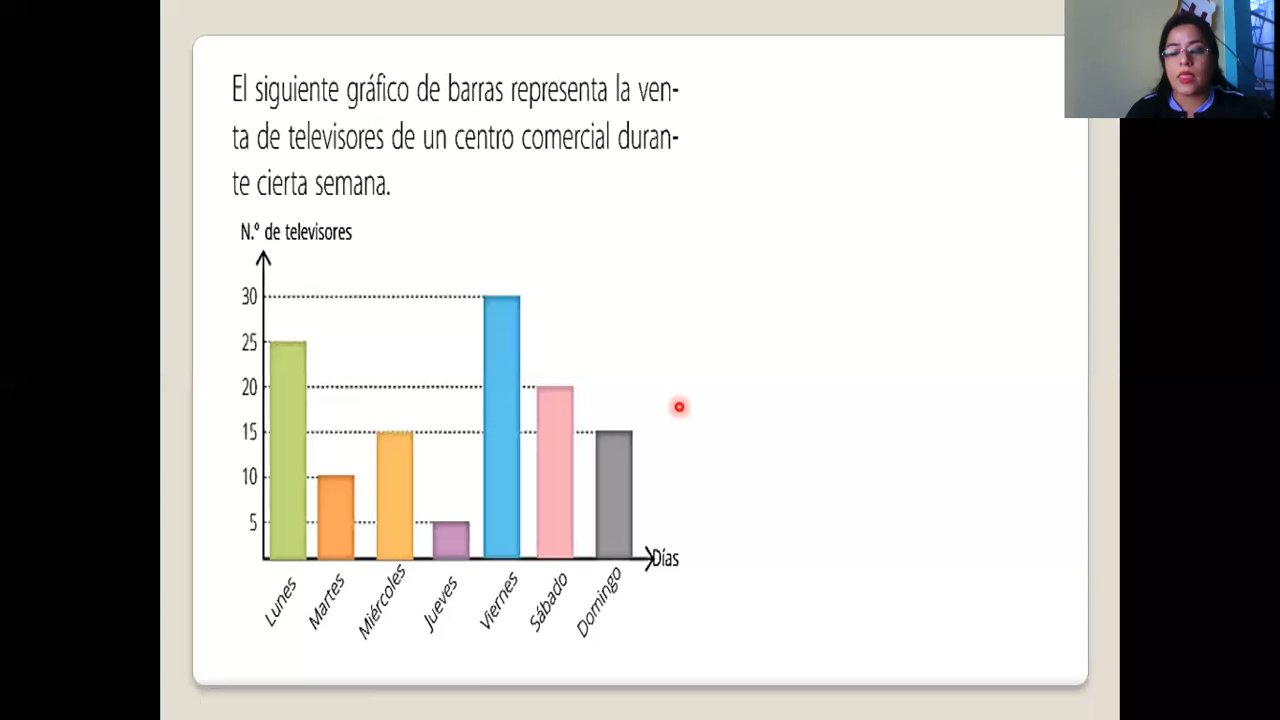 El siguiente gráfico de barras representa la ven-
ta de televisores de un centro comercial duran-
te cierta semana.
N.º de televisores
30
25
20
15
10
5
Días
Lunes
Martes
Miércoles
Jueves
Viernes
Sábado
Domingo